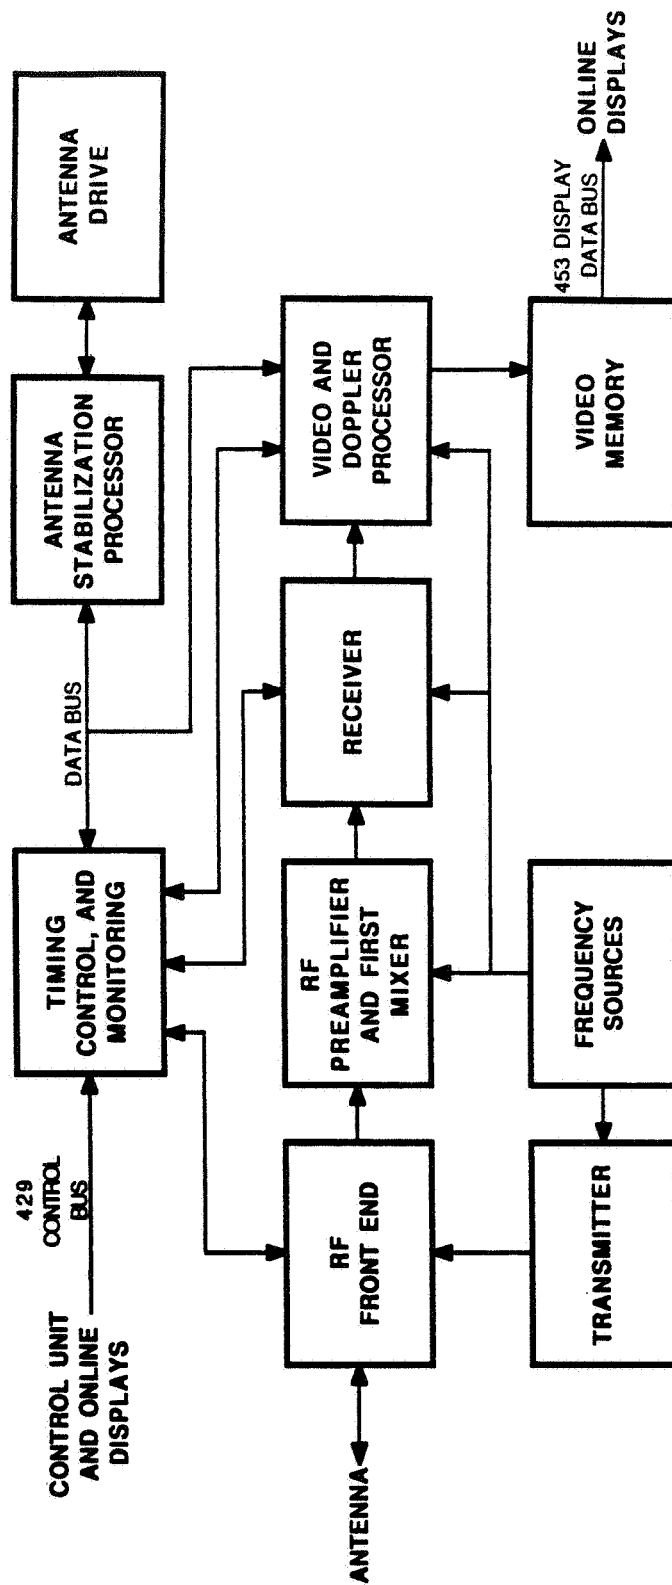 CONTROL UNIT
AND ONLINE
DISPLAYS
429
CONTROL
BUS
TIMING
CONTROL, AND
MONITORING
DATA BUS
ANTENNA
STABILIZATION
PROCESSOR
ANTENNA
DRIVE
ANTENNA
RF
FRONT END
RF
PREAMPLIFIER
AND FIRST
MIXER
RECEIVER
VIDEO AND
DOPPLER
PROCESSOR
TRANSMITTER
FREQUENCY
SOURCES
VIDEO
MEMORY
453 DISPLAY
DATA BUS
ONLINE
DISPLAYS